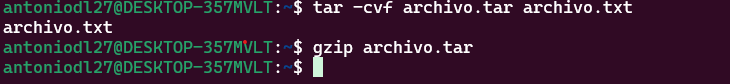 antoniodl27@DESKTOP-357MVLT:~$ tar -cvf archivo.tar archivo.txt
archivo.txt
antoniodl27@DESKTOP-357MVLT:~$ gzip archivo.tar
antoniodl27@DESKTOP-357MVLT:~$